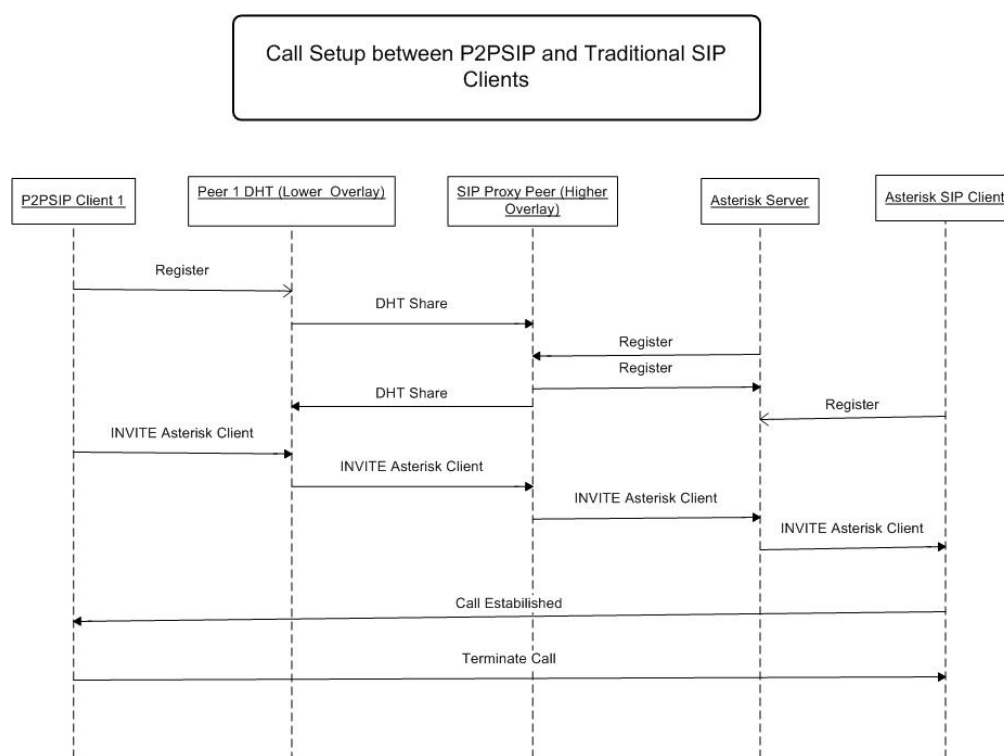 Call Setup between P2PSIP and Traditional SIP
Clients
P2PSIP Client 1
Peer 1 DHT (Lower Overlay)
SIP Proxy Peer (Higher
Overlay)
Asterisk Server
Asterisk SIP Client
Register
DHT Share
Register
Register
DHT Share
Register
INVITE Asterisk Client
INVITE Asterisk Client
INVITE Asterisk Client
INVITE Asterisk Client
Call Estabilished
Terminate Call